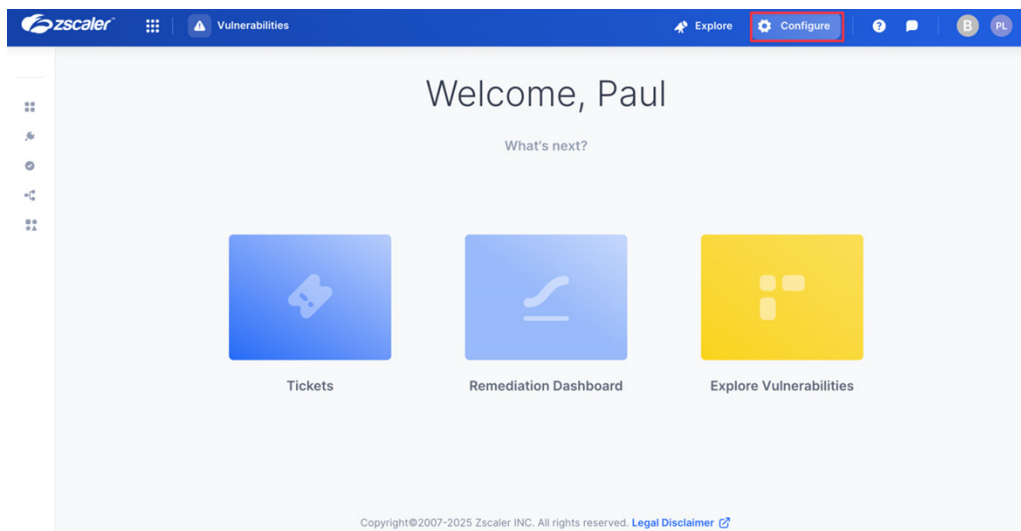 zscaler™ Vulnerabilities Explore Configure ? B PL
Welcome, Paul
What's next?
Tickets Remediation Dashboard Explore Vulnerabilities
Copyright©2007-2025 Zscaler INC. All rights reserved. Legal Disclaimer